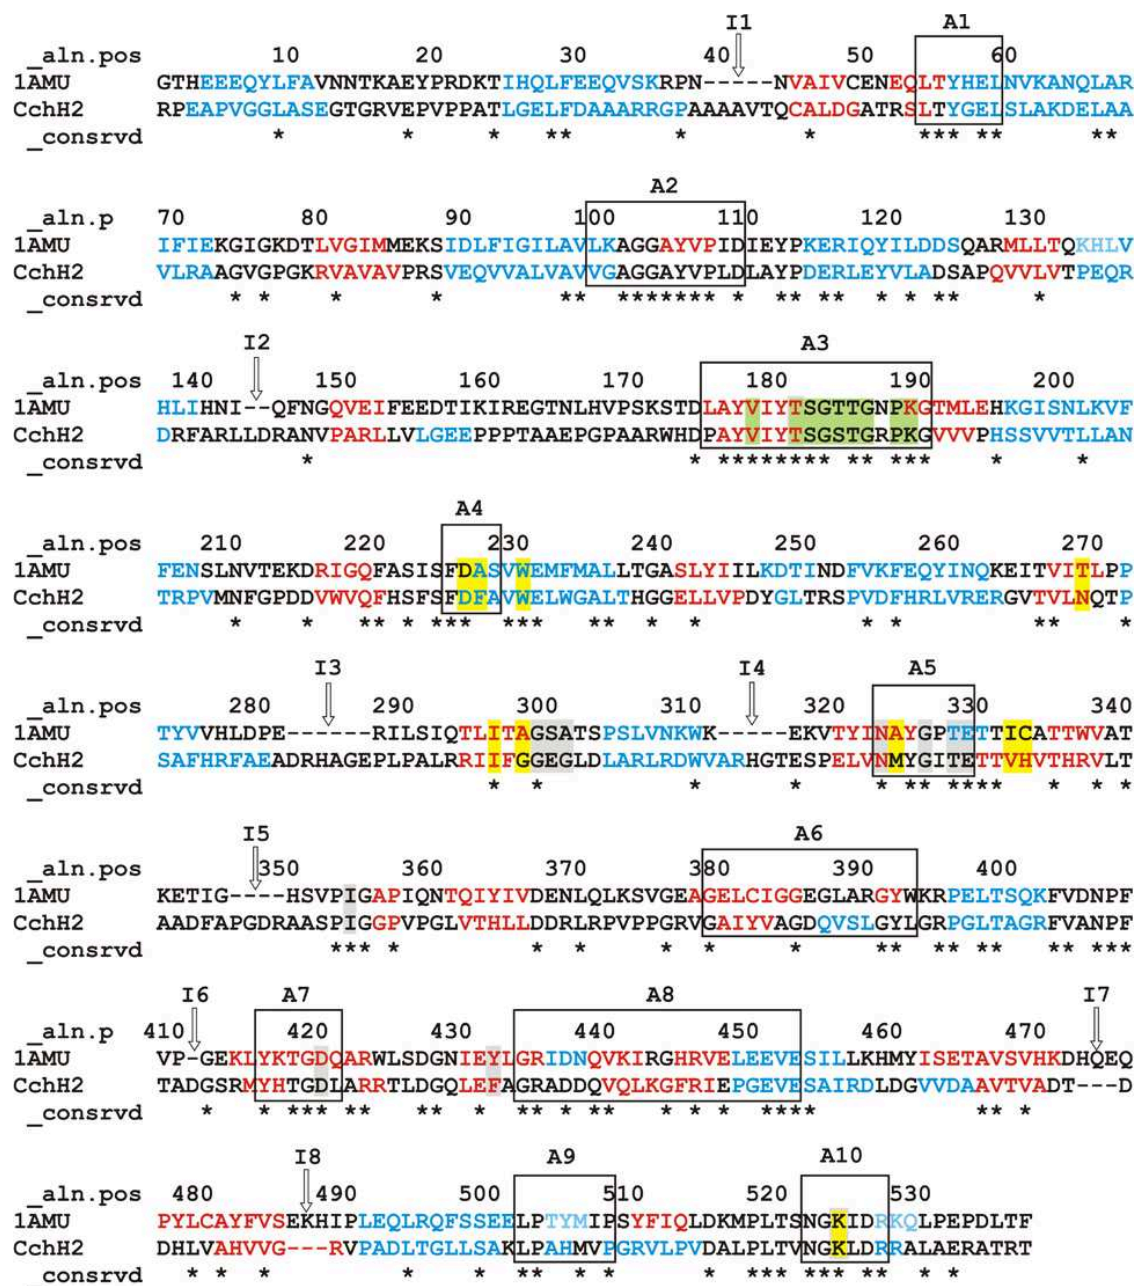 I1 A1
_aln.pos 10 20 30 40 50 60
1AMU GTHEEEQYLFAVNNTKAEYPRDKTIHQLFEEQVSKRPN-----NVAIVCENEQLTYHELNVKANQLAR
CchH2 RPEAPVGGLASEGTGRVEPVPPATLGELFDAAARRGPAAAAVTQCALDGATRSLTYGELSLAKDELAA
_consrvd * * * ** * * *** ** **
A2
_aln.p 70 80 90 100 110 120 130
1AMU IFIEKGIGKDTLVGIMMEKSIDLFIGILAVLKAGGAYVPIDIEYPKERIQYILDDSQARMLLTQKHLV
CchH2 VLRAAGVGPGKRVAVAVPRSVEQVVALVAVVGAGGAYVPLDLAYPDERLEYVLADSAPQVVLVTPEQR
_consrvd * * * * ** ******* * ** ** * * ** *
I2 A3
_aln.pos 140 150 160 170 180 190 200
1AMU HLIHNI--QFNGQVEIFEEDTIKIREGTNLHVPSKSTDLAYVIYTSGTTGNPKGTMLEHKGISNLKVF
CchH2 DRFARLLDRANVPARLLVLGEEPPPTAAEPGPAARWHDPAYVIYTSGSTGRPKGVVVPHSSVVTLLAN
_consrvd * * ******** ** *** * *
A4
_aln.pos 210 220 230 240 250 260 270
1AMU FENSLNVTEKDRIGQFASISFDASVWEMFMALLTGASLYIILKDTINDFVKFEQYINQKEITVITLPP
CchH2 TRPVMNFGPDDVWVQFHSFSFDFAVWELWGALTHGGELLVPDYGLTRSPVDFHRLVRERGVTVLNQTP
_consrvd * * ** * *** *** ** * * * * ** *
I3 I4 A5
_aln.pos 280 290 300 310 320 330 340
1AMU TYVVHLDPE------RILSIQTLITAGSATSPSLVNKWK-----EKVTYINAYGPTETTICATTWVAT
CchH2 SAFHRFAEADRHAGEPLPALRRIIFGGEGLDLARLRDWVARHGTESPELVNMYGITETTVHVTHRVLT
_consrvd * * * * * ** **** * * *
I5 A6
_aln.pos 350 360 370 380 390 400
1AMU KETIG----HSVPIGAPIQNTQIYIVDENLQLKSVGEAGELCIGGEGLARGYWKRPELTSQKFVDNPF
CchH2 AADFAPGDRAASPIGGPVPGLVTHLLDDRLRPVPPGRVGAIYVAGDQVSLGYLGRPGLTAGRFVANPF
_consrvd *** * * * * * * ** ** ** ** ***
I6 A7 A8 I7
_aln.p 410 420 430 440 450 460 470
1AMU VP-GEKLYKTGDQARWLSDGNIEYLGRIDNQVKIRGHRVELEEVESILLKHMYISETAVSVHKDHQEQ
CchH2 TADGSRMYHTGDLARRTLDGQLEFAGRADDQVQLKGFRIEPGEVESAIRDLDGVVDAAVTVADT---D
_consrvd * * *** ** ** * ** * ** * * **** ** *
I8 A9 A10
_aln.pos 480 490 500 510 520 530
1AMU PYLCAYFVSEKHIPLEQLRQFSSEELPTYMIPSYFIQLDKMPLTSNGKIDRKQLPEPDLTF
CchH2 DHLVAHVVG---RVPADLTGLLSAKLPAHMVPGRVLPVDALPLTVNGKLDRRALAERATRT
_consrvd * * * * * ** * * * *** *** ** * *